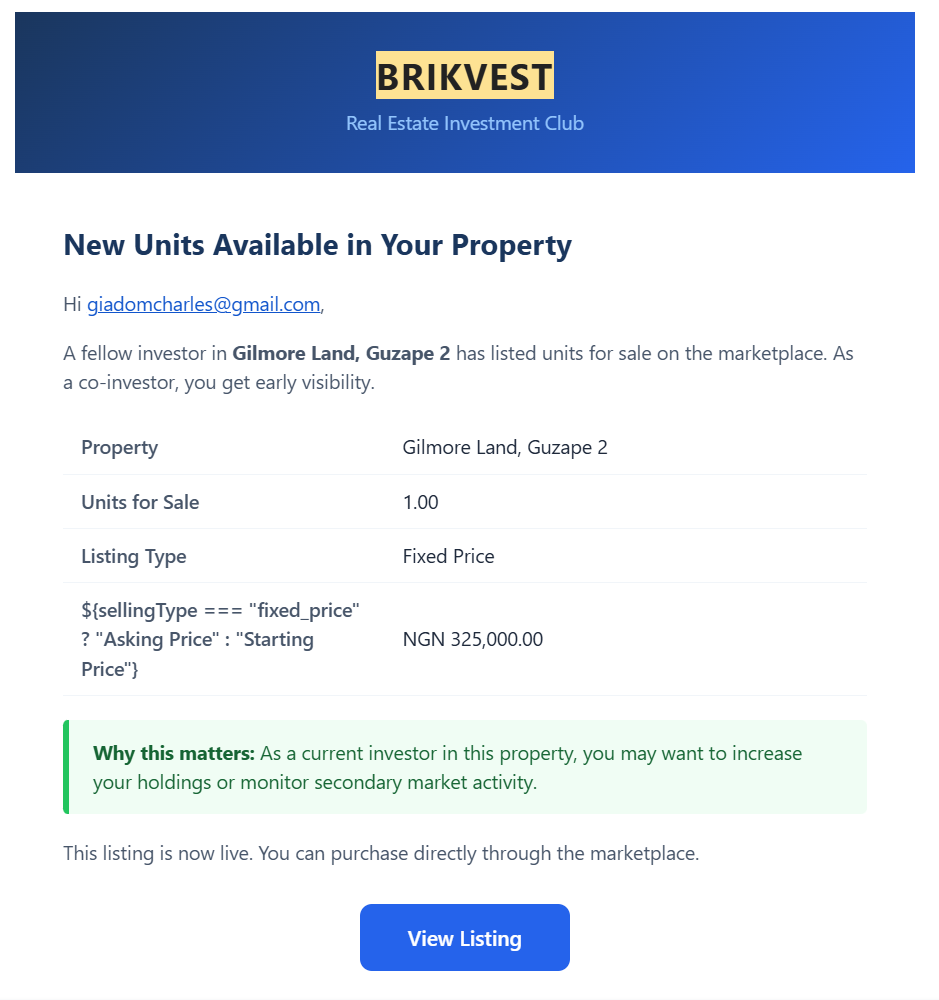 BRIKVEST
Real Estate Investment Club
New Units Available in Your Property
Hi giadomcharles@gmail.com,
A fellow investor in Gilmore Land, Guzape 2 has listed units for sale on the marketplace. As
a co-investor, you get early visibility.
Property Gilmore Land, Guzape 2
Units for Sale 1.00
Listing Type Fixed Price
${sellingType === "fixed_price"
? "Asking Price" : "Starting
Price"}
NGN 325,000.00
Why this matters: As a current investor in this property, you may want to increase
your holdings or monitor secondary market activity.
This listing is now live. You can purchase directly through the marketplace.
View Listing